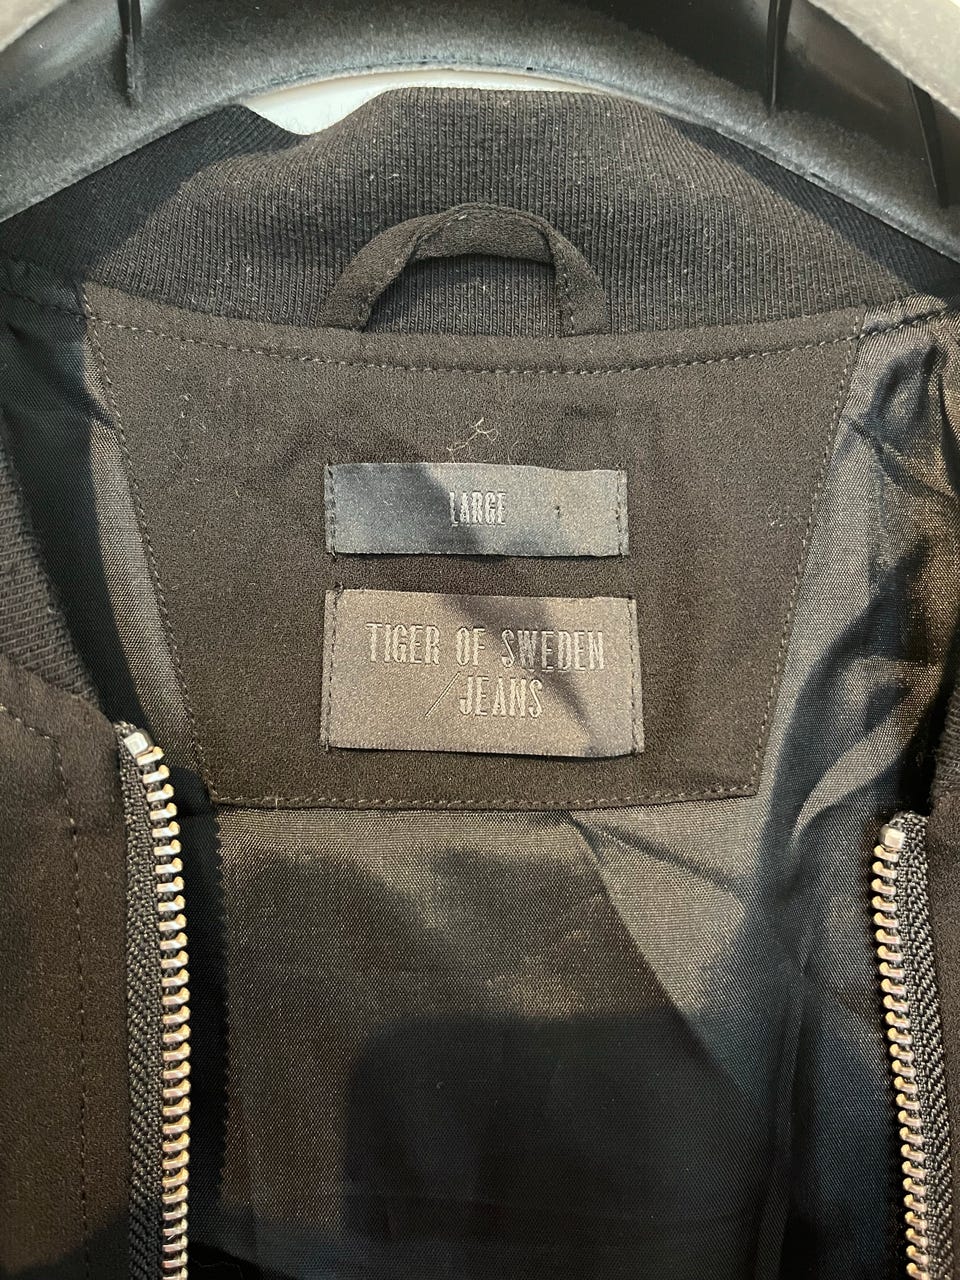 LARGE
TIGER OF SWEDEN
/JEANS